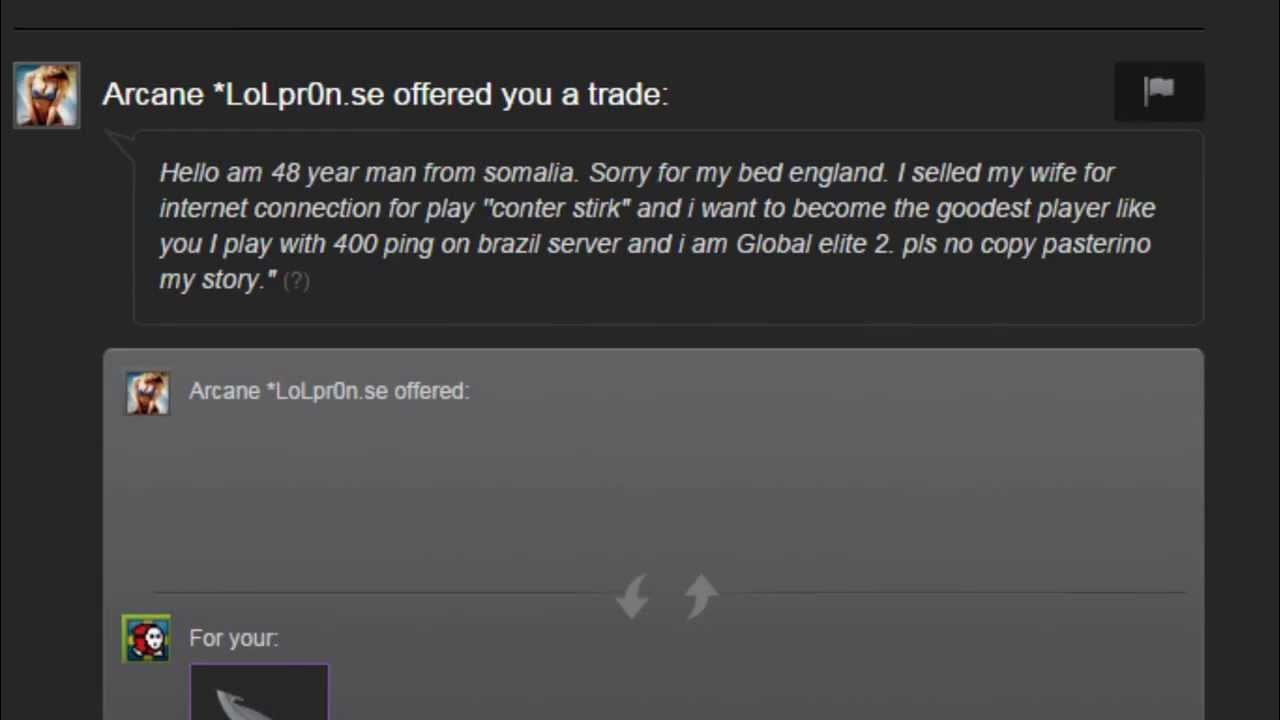 Arcane *LoLpr0n.se offered you a trade:
Hello am 48 year man from somalia. Sorry for my bed england. I selled my wife for
internet connection for play "conter stirk" and i want to become the goodest player like
you I play with 400 ping on brazil server and i am Global elite 2. pls no copy pasterino
my story." (?)
Arcane *LoLpr0n.se offered:
For your: